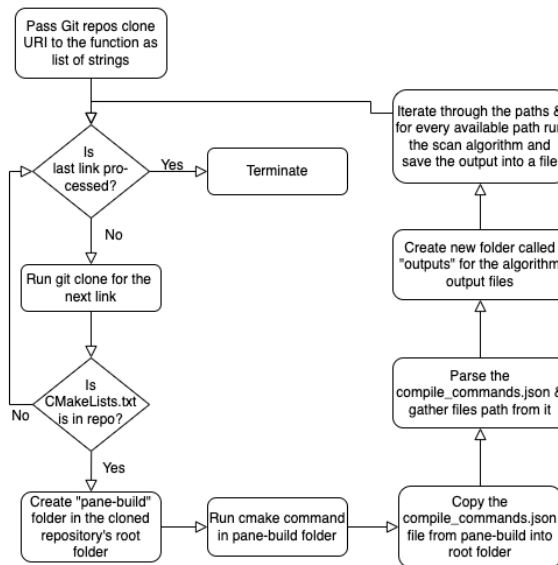 Pass Git repos clone
URI to the function as
list of strings
Iterate through the paths &
for every available path run
the scan algorithm and
save the output into a file
Is
last link pro-
cessed?
Yes
Terminate
No
Create new folder called
"outputs" for the algorithm
output files
Run git clone for the
next link
Is
CMakeLists.txt
is in repo?
No
Parse the
compile_commands.json &
gather files path from it
Yes
Create "pane-build"
folder in the cloned
repository's root
folder
Run cmake command
in pane-build folder
Copy the
compile_commands.json
file from pane-build into
root folder